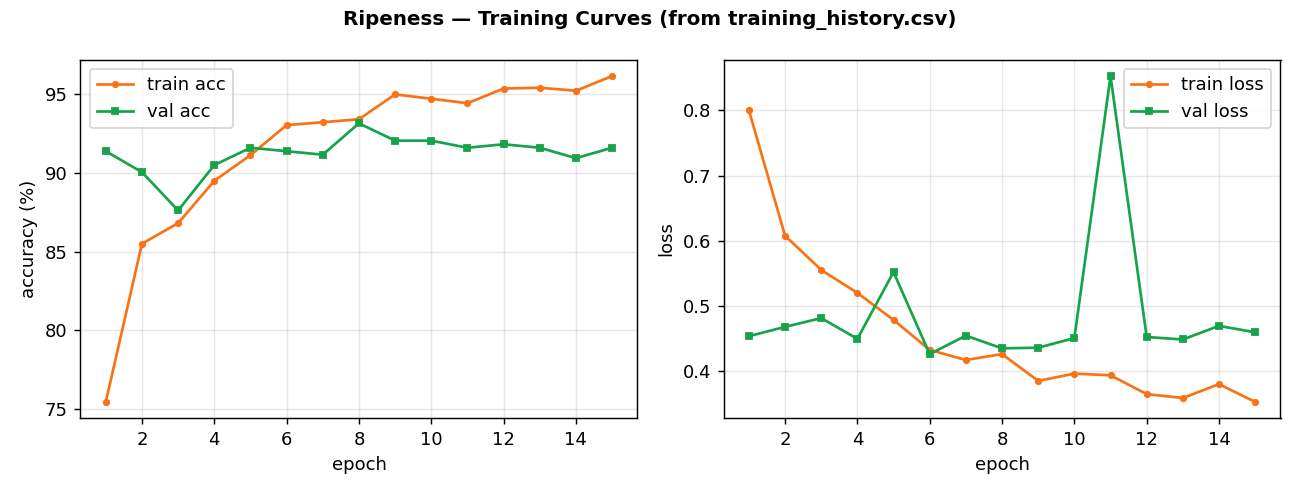 Ripeness — Training Curves (from training_history.csv)
train acc
val acc
accuracy (%)
95
90
85
80
75
2 4 6 8 10 12 14
epoch
train loss
val loss
loss
0.8
0.7
0.6
0.5
0.4
2 4 6 8 10 12 14
epoch